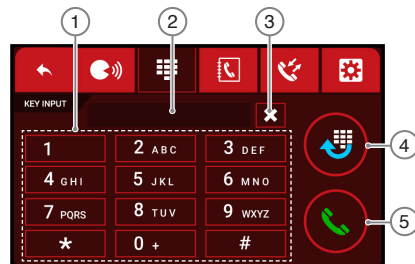 1 2 3
KEY INPUT
1 2 ABC 3 DEF
4 GHI 5 JKL 6 MNO 4
7 PQRS 8 TUV 9 WXYZ 5
* 0 + #